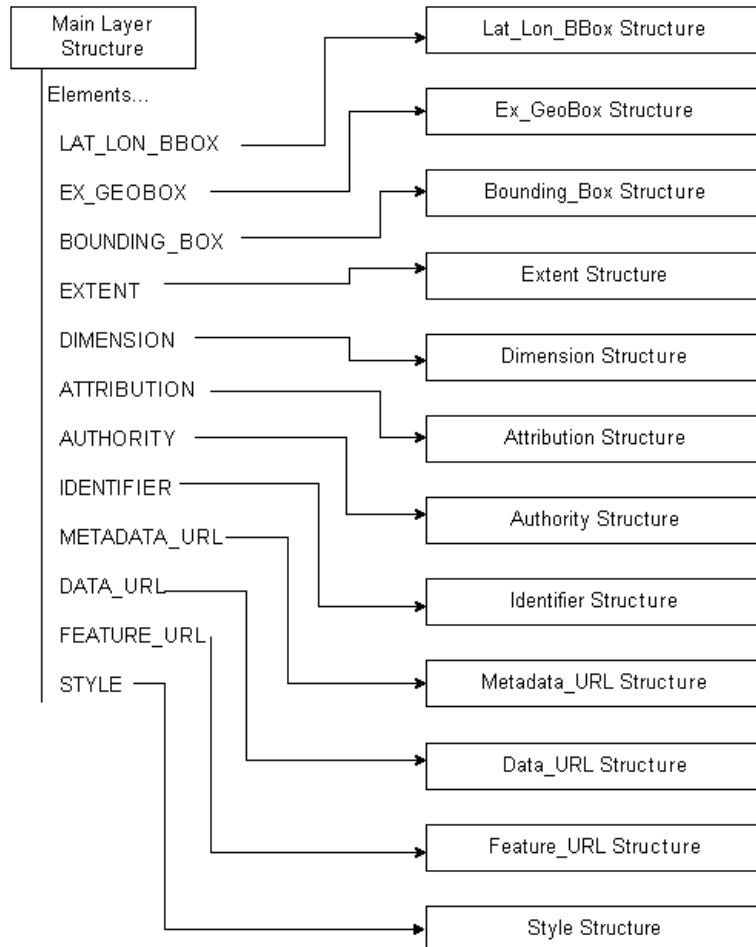 Main Layer
Structure
Elements...
LAT_LON_BBOX
EX_GEOBOX
BOUNDING_BOX
EXTENT
DIMENSION
ATTRIBUTION
AUTHORITY
IDENTIFIER
METADATA_URL
DATA_URL
FEATURE_URL
STYLE
Lat_Lon_BBox Structure
Ex_GeoBox Structure
Bounding_Box Structure
Extent Structure
Dimension Structure
Attribution Structure
Authority Structure
Identifier Structure
Metadata_URL Structure
Data_URL Structure
Feature_URL Structure
Style Structure